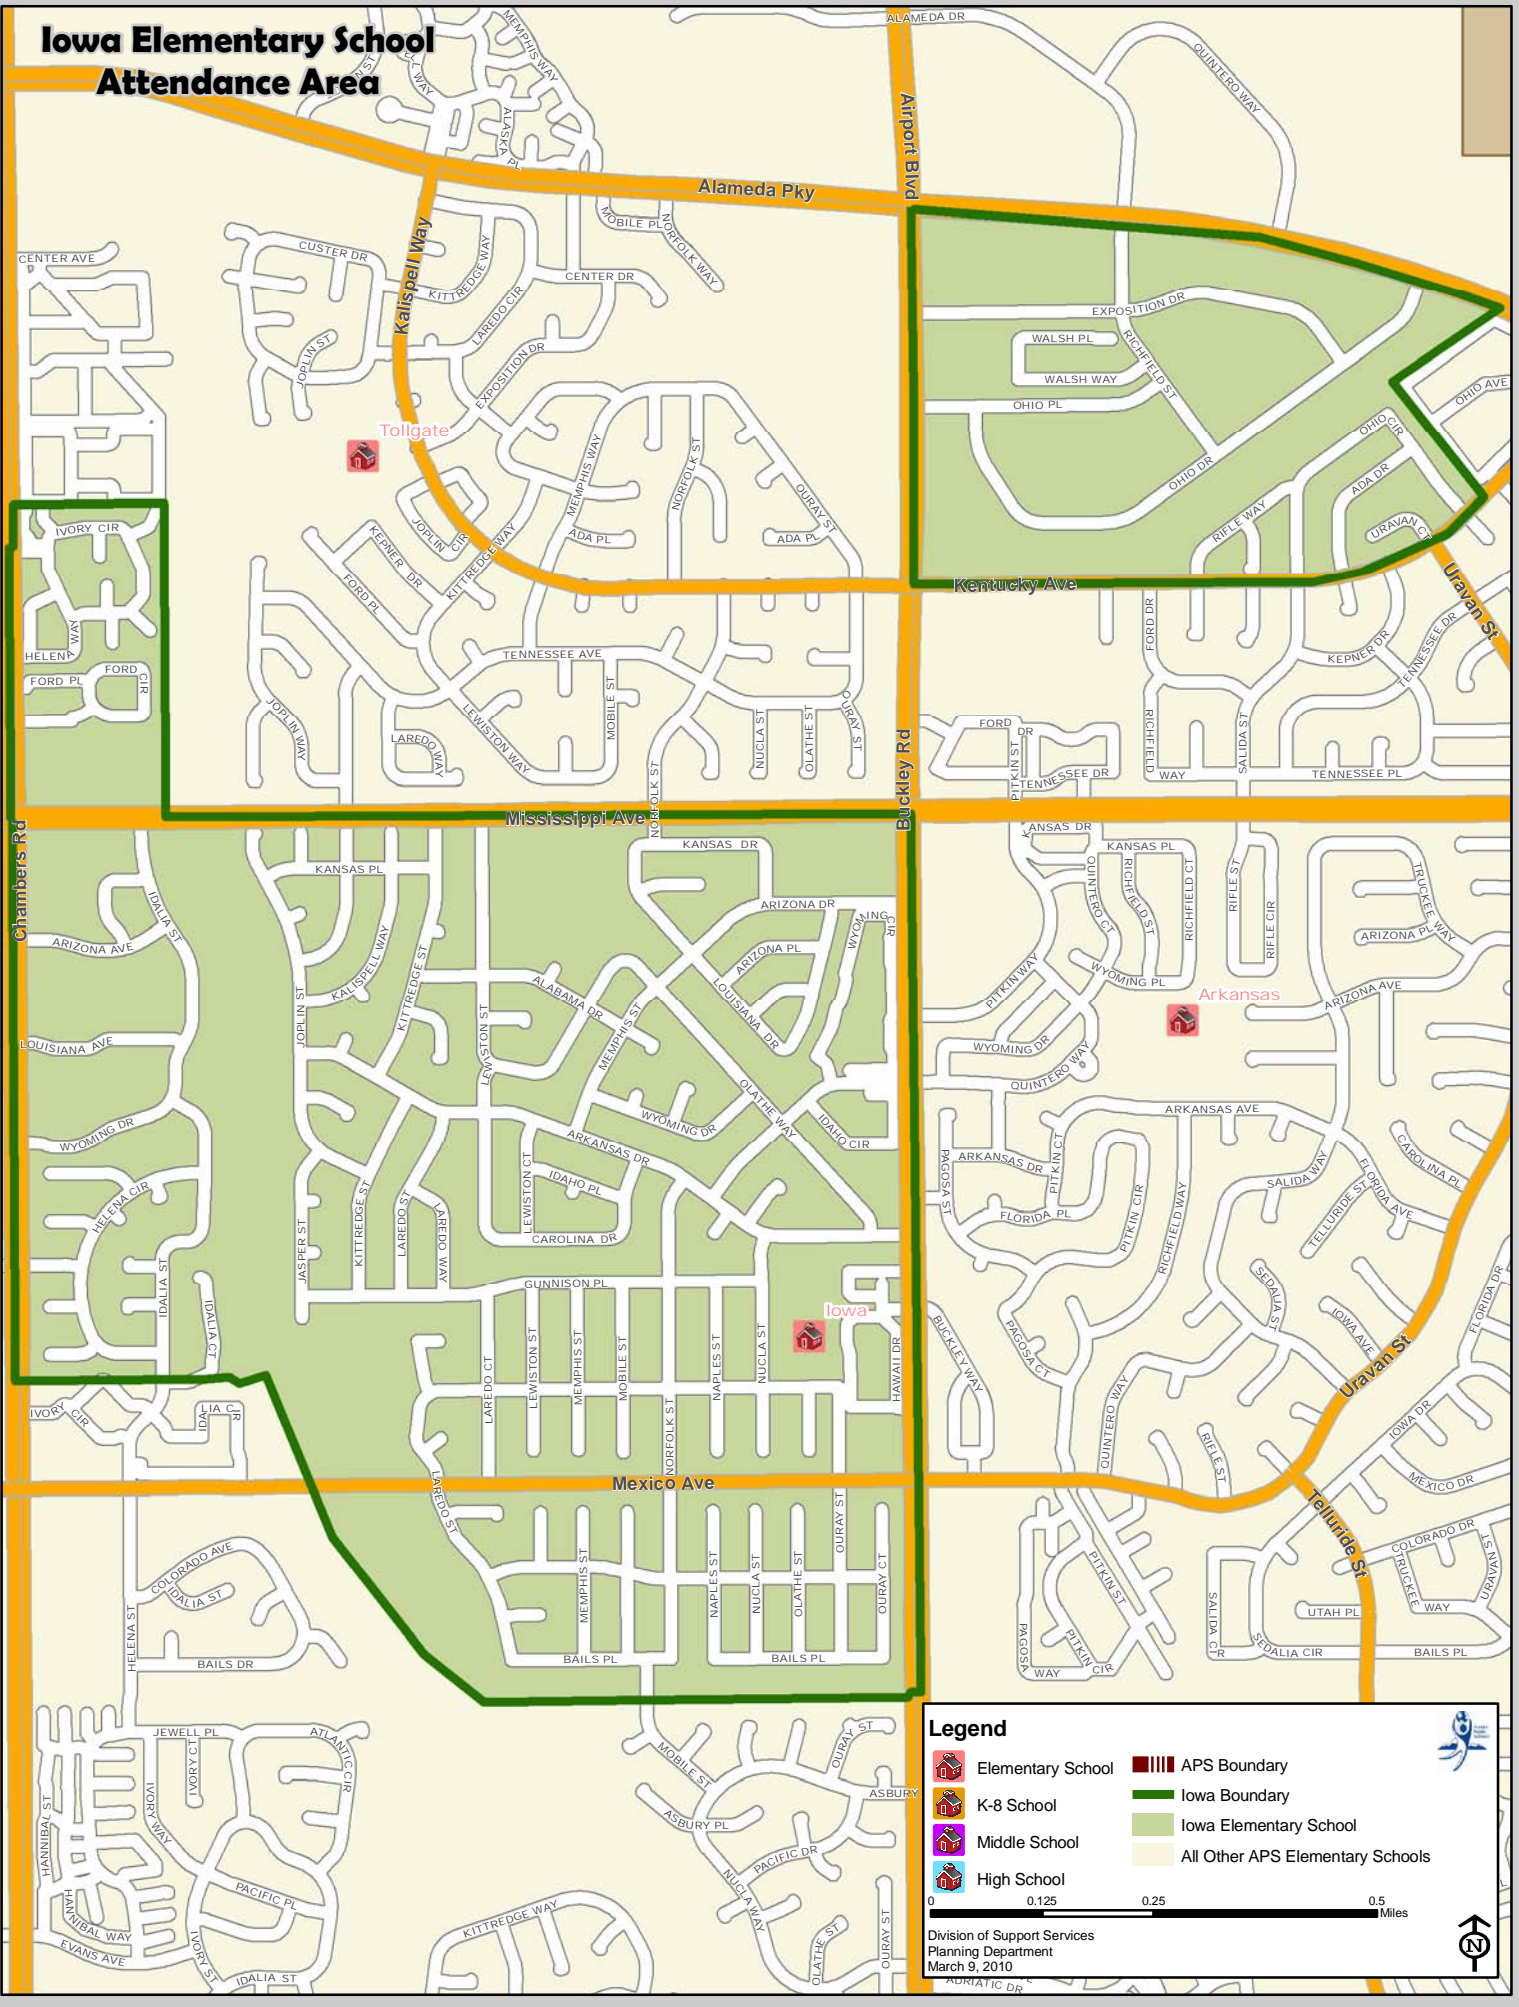 Iowa Elementary School
Attendance Area
ALAMEDA DR
MEMPHIS WAY
QUINTERO WAY
Airport Blvd
ALASKA PL
Alameda Pky
MOBILE PL
NORFOLK WAY
Kalispell Way
CENTER AVE
CUSTER DR
KITTREDGE WAY
KITTREDGE WAY
CENTER DR
LAREDO CIR
EXPOSITION DR
EXPOSITION DR
JOPLIN ST
WALSH PL
WALSH WAY
RICHFIELD ST
OHIO PL
OHIO AVE
OHIO CIR
OHIO DR
ADA DR
RIFLE WAY
URAVAN CT
Tollgate
MEMPHIS WAY
NORFOLK ST
OURAY ST
ADA PL
ADA PL
JOPLIN CIR
KEPNER DR
FORD PL
IVORY CIR
HELENA WAY
FORD CIR
FORD PL
Kentucky Ave
Uravan St
FORD DR
KEPNER DR
TENNESSEE DR
TENNESSEE AVE
JOPLIN WAY
LAREDO WAY
LEWISTON WAY
MOBILE ST
NORFOLK ST
NUCLA ST
OLATHE ST
OURAY ST
Buckley Rd
FORD DR
PITKIN ST
TENNESSEE DR
RICHFIELD WAY
SALIDA ST
TENNESSEE PL
Mississippi Ave
Chambers Rd
KANSAS DR
KANSAS DR
KANSAS PL
KANSAS PL
IDALIA ST
ARIZONA AVE
ARIZONA DR
ARIZONA PL
WYOMING CIR
KALISPELL WAY
KITTREDGE ST
JOPLIN ST
LEWISTON ST
ALABAMA DR
MEMPHIS ST
LOUISIANA DR
LOUISIANA AVE
QUINTERO CT
RICHFIELD ST
RICHFIELD CT
RIFLE ST
RIFLE CIR
TRUCKEE WAY
ARIZONA PL
ARIZONA AVE
PITKIN WAY
WYOMING PL
Arkansas
WYOMING DR
QUINTERO WAY
WYOMING DR
WYOMING DR
OLATHE WAY
IDAHO CIR
ARKANSAS DR
IDAHO PL
LEWISTON CT
CAROLINA DR
HELENA CIR
KITTREDGE ST
LAREDO ST
LAREDO WAY
JASPER ST
IDALIA ST
IDALIA CT
ARKANSAS AVE
ARKANSAS DR
PAGOSA ST
PITKIN CT
FLORIDA PL
PITKIN CIR
RICHFIELD WAY
SALIDA WAY
TELLURIDE ST
FLORIDA AVE
CAROLINA PL
SEDALIA ST
IOWA AVE
FLORIDA DR
Uravan St
GUNNISON PL
Iowa
LAREDO CT
LEWISTON ST
MEMPHIS ST
MOBILE ST
NORFOLK ST
NAPLES ST
NUCLA ST
HAWAII DR
BUCKLEY WAY
PAGOSA CT
QUINTERO WAY
RIFLE ST
IOWA DR
MEXICO DR
IVORY CIR
IDALIA CIR
Mexico Ave
Telluride St
LAREDO ST
MEMPHIS ST
NAPLES ST
NUCLA ST
OLATHE ST
OURAY ST
OURAY CT
BAILS PL
BAILS PL
COLORADO AVE
IDALIA ST
HELENA ST
BAILS DR
PITKIN ST
PAGOSA WAY
PITKIN CIR
SALIDA CIR
SEDALIA CIR
UTAH PL
COLORADO DR
TRUCKEE WAY
URAVAN ST
BAILS PL
JEWELL PL
IVORY CT
ATLANTIC CIR
IVORY WAY
HANNIBAL ST
HANNIBAL WAY
EVANS AVE
PACIFIC PL
IVORY ST
IDALIA ST
KITTREDGE WAY
MOBILE ST
ASBURY PL
OURAY ST
ASBURY
PACIFIC DR
NUCLA WAY
OLATHE ST
OURAY ST
ADRIATIC DR
Legend
Elementary School
K-8 School
Middle School
High School
APS Boundary
Iowa Boundary
Iowa Elementary School
All Other APS Elementary Schools
0 0.125 0.25 0.5
Miles
Division of Support Services
Planning Department
March 9, 2010
N